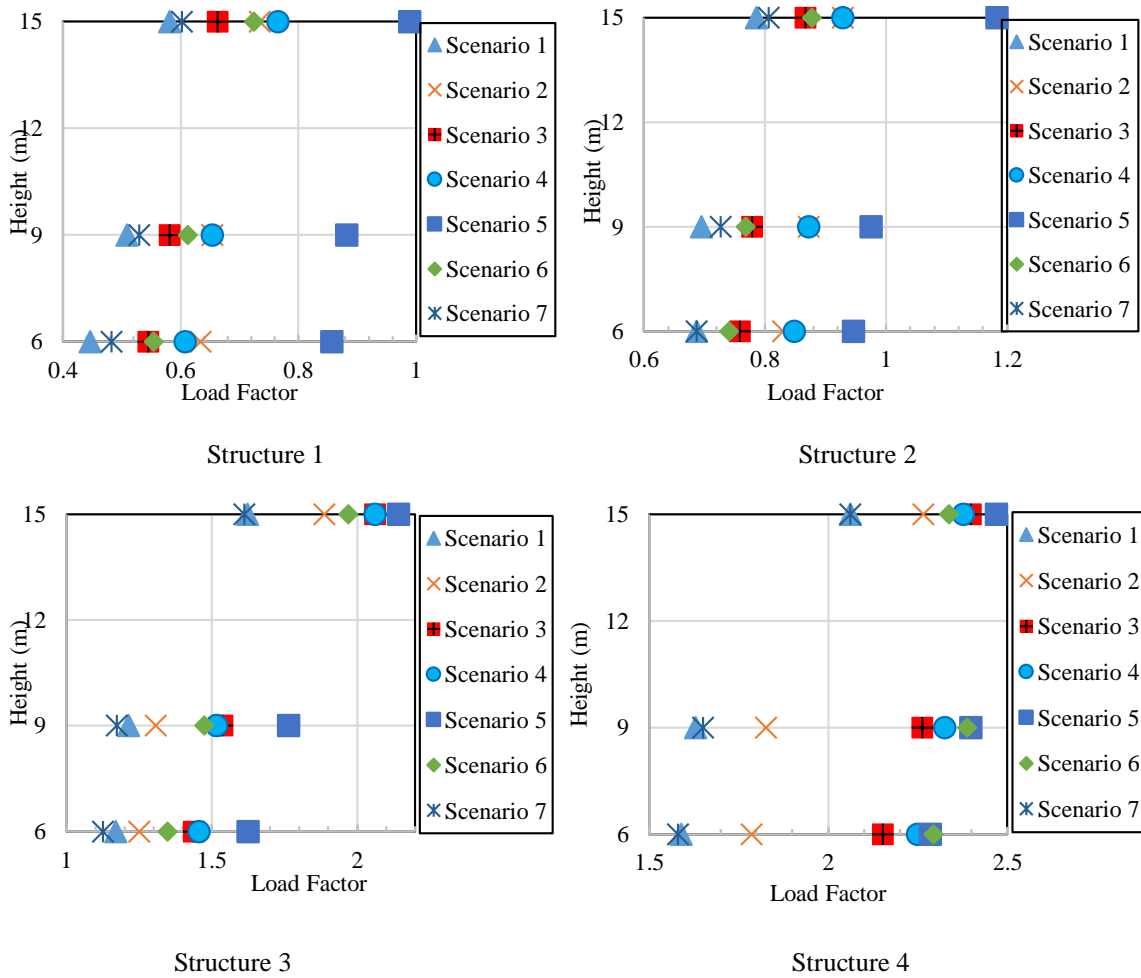 15
12
9
6
Height (m)
0.4
0.6
0.8
1
Load Factor
Scenario 1
Scenario 2
Scenario 3
Scenario 4
Scenario 5
Scenario 6
Scenario 7
Structure 1
15
12
9
6
Height (m)
0.6
0.8
1
1.2
Load Factor
Scenario 1
Scenario 2
Scenario 3
Scenario 4
Scenario 5
Scenario 6
Scenario 7
Structure 2
15
12
9
6
Height (m)
1
1.5
2
Load Factor
Scenario 1
Scenario 2
Scenario 3
Scenario 4
Scenario 5
Scenario 6
Scenario 7
Structure 3
15
12
9
6
Height (m)
1.5
2
2.5
Load Factor
Scenario 1
Scenario 2
Scenario 3
Scenario 4
Scenario 5
Scenario 6
Scenario 7
Structure 4